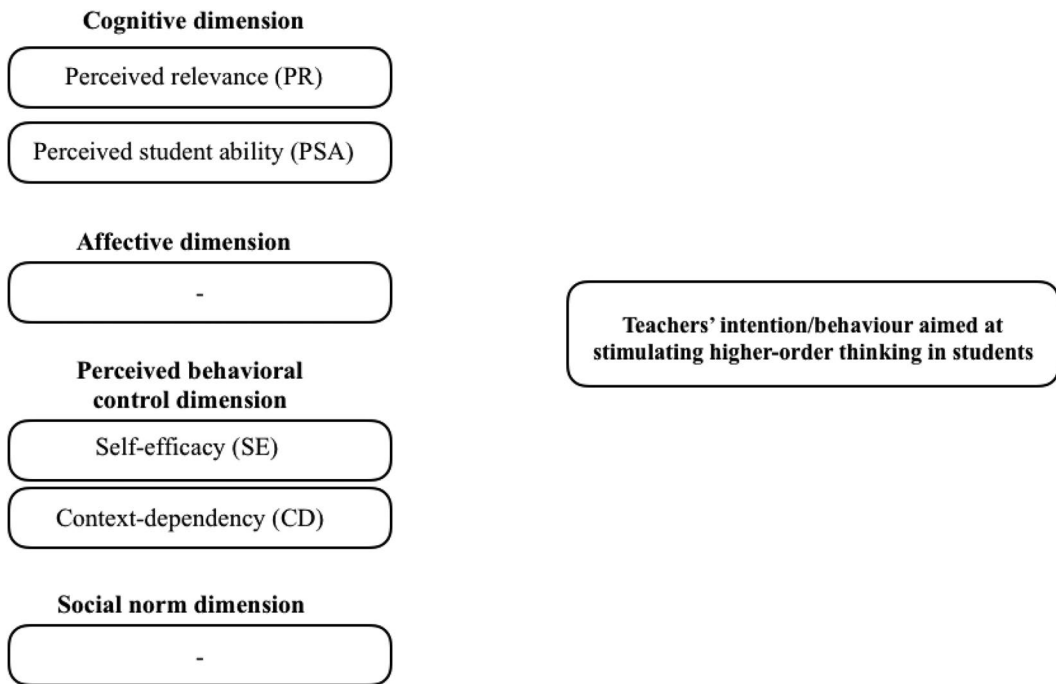 Cognitive dimension
Perceived relevance (PR)
Perceived student ability (PSA)
Affective dimension
-
Perceived behavioral
control dimension
Self-efficacy (SE)
Context-dependency (CD)
Social norm dimension
-
Teachers' intention/behaviour aimed at
stimulating higher-order thinking in students